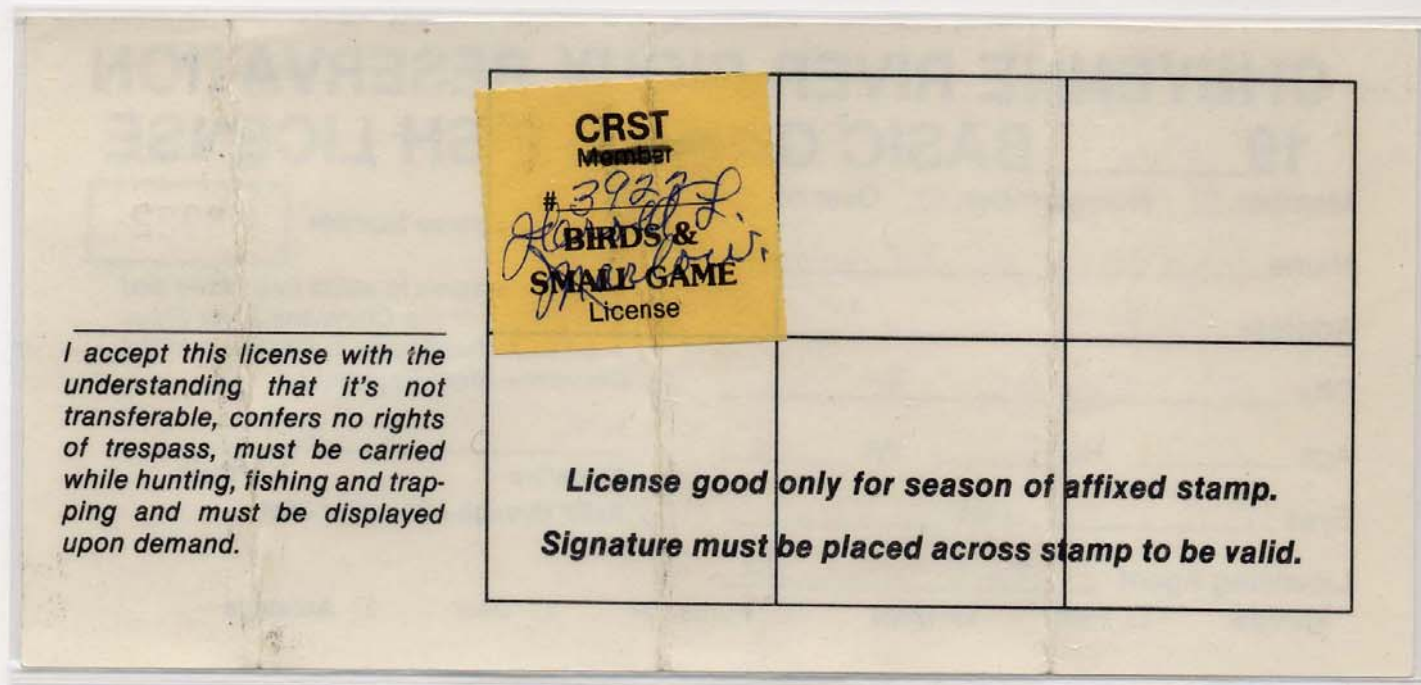 CRST
Member
# 3922
BIRDS &
SMALL GAME
License
I accept this license with the
understanding that it's not
transferable, confers no rights
of trespass, must be carried
while hunting, fishing and trap-
ping and must be displayed
upon demand.
License good only for season of affixed stamp.
Signature must be placed across stamp to be valid.